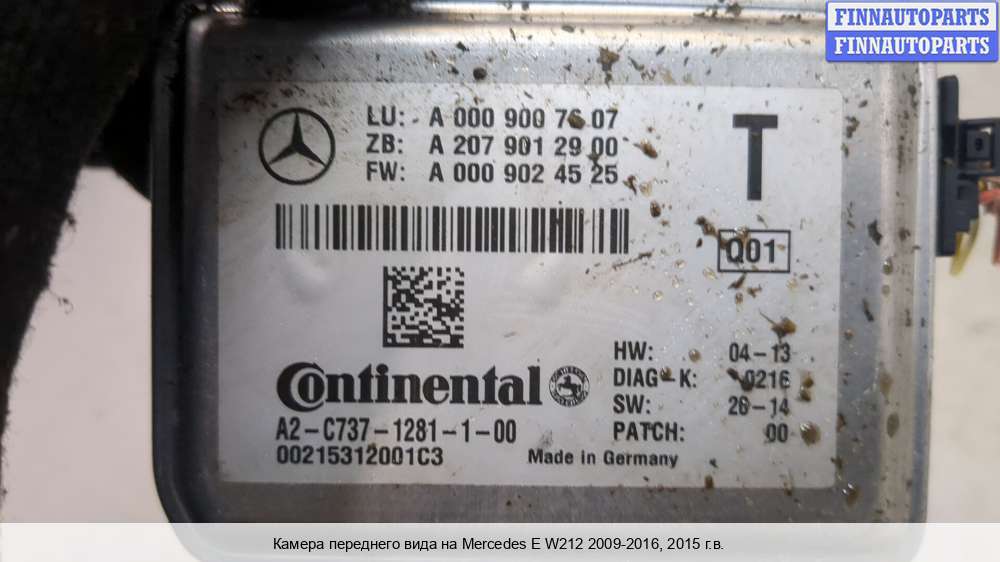 FINNAUTOPARTS
FINNAUTOPARTS
LU: A 000 900 76 07
ZB: A 207 901 29 00
FW: A 000 902 45 25
T
Q01
HW: 04-13
DIAG-K: 0216
SW: 26-14
PATCH: 00
Continental
A2-C737-1281-1-00
00215312001C3
Made in Germany
Камера переднего вида на Mercedes E W212 2009-2016, 2015 г.в.